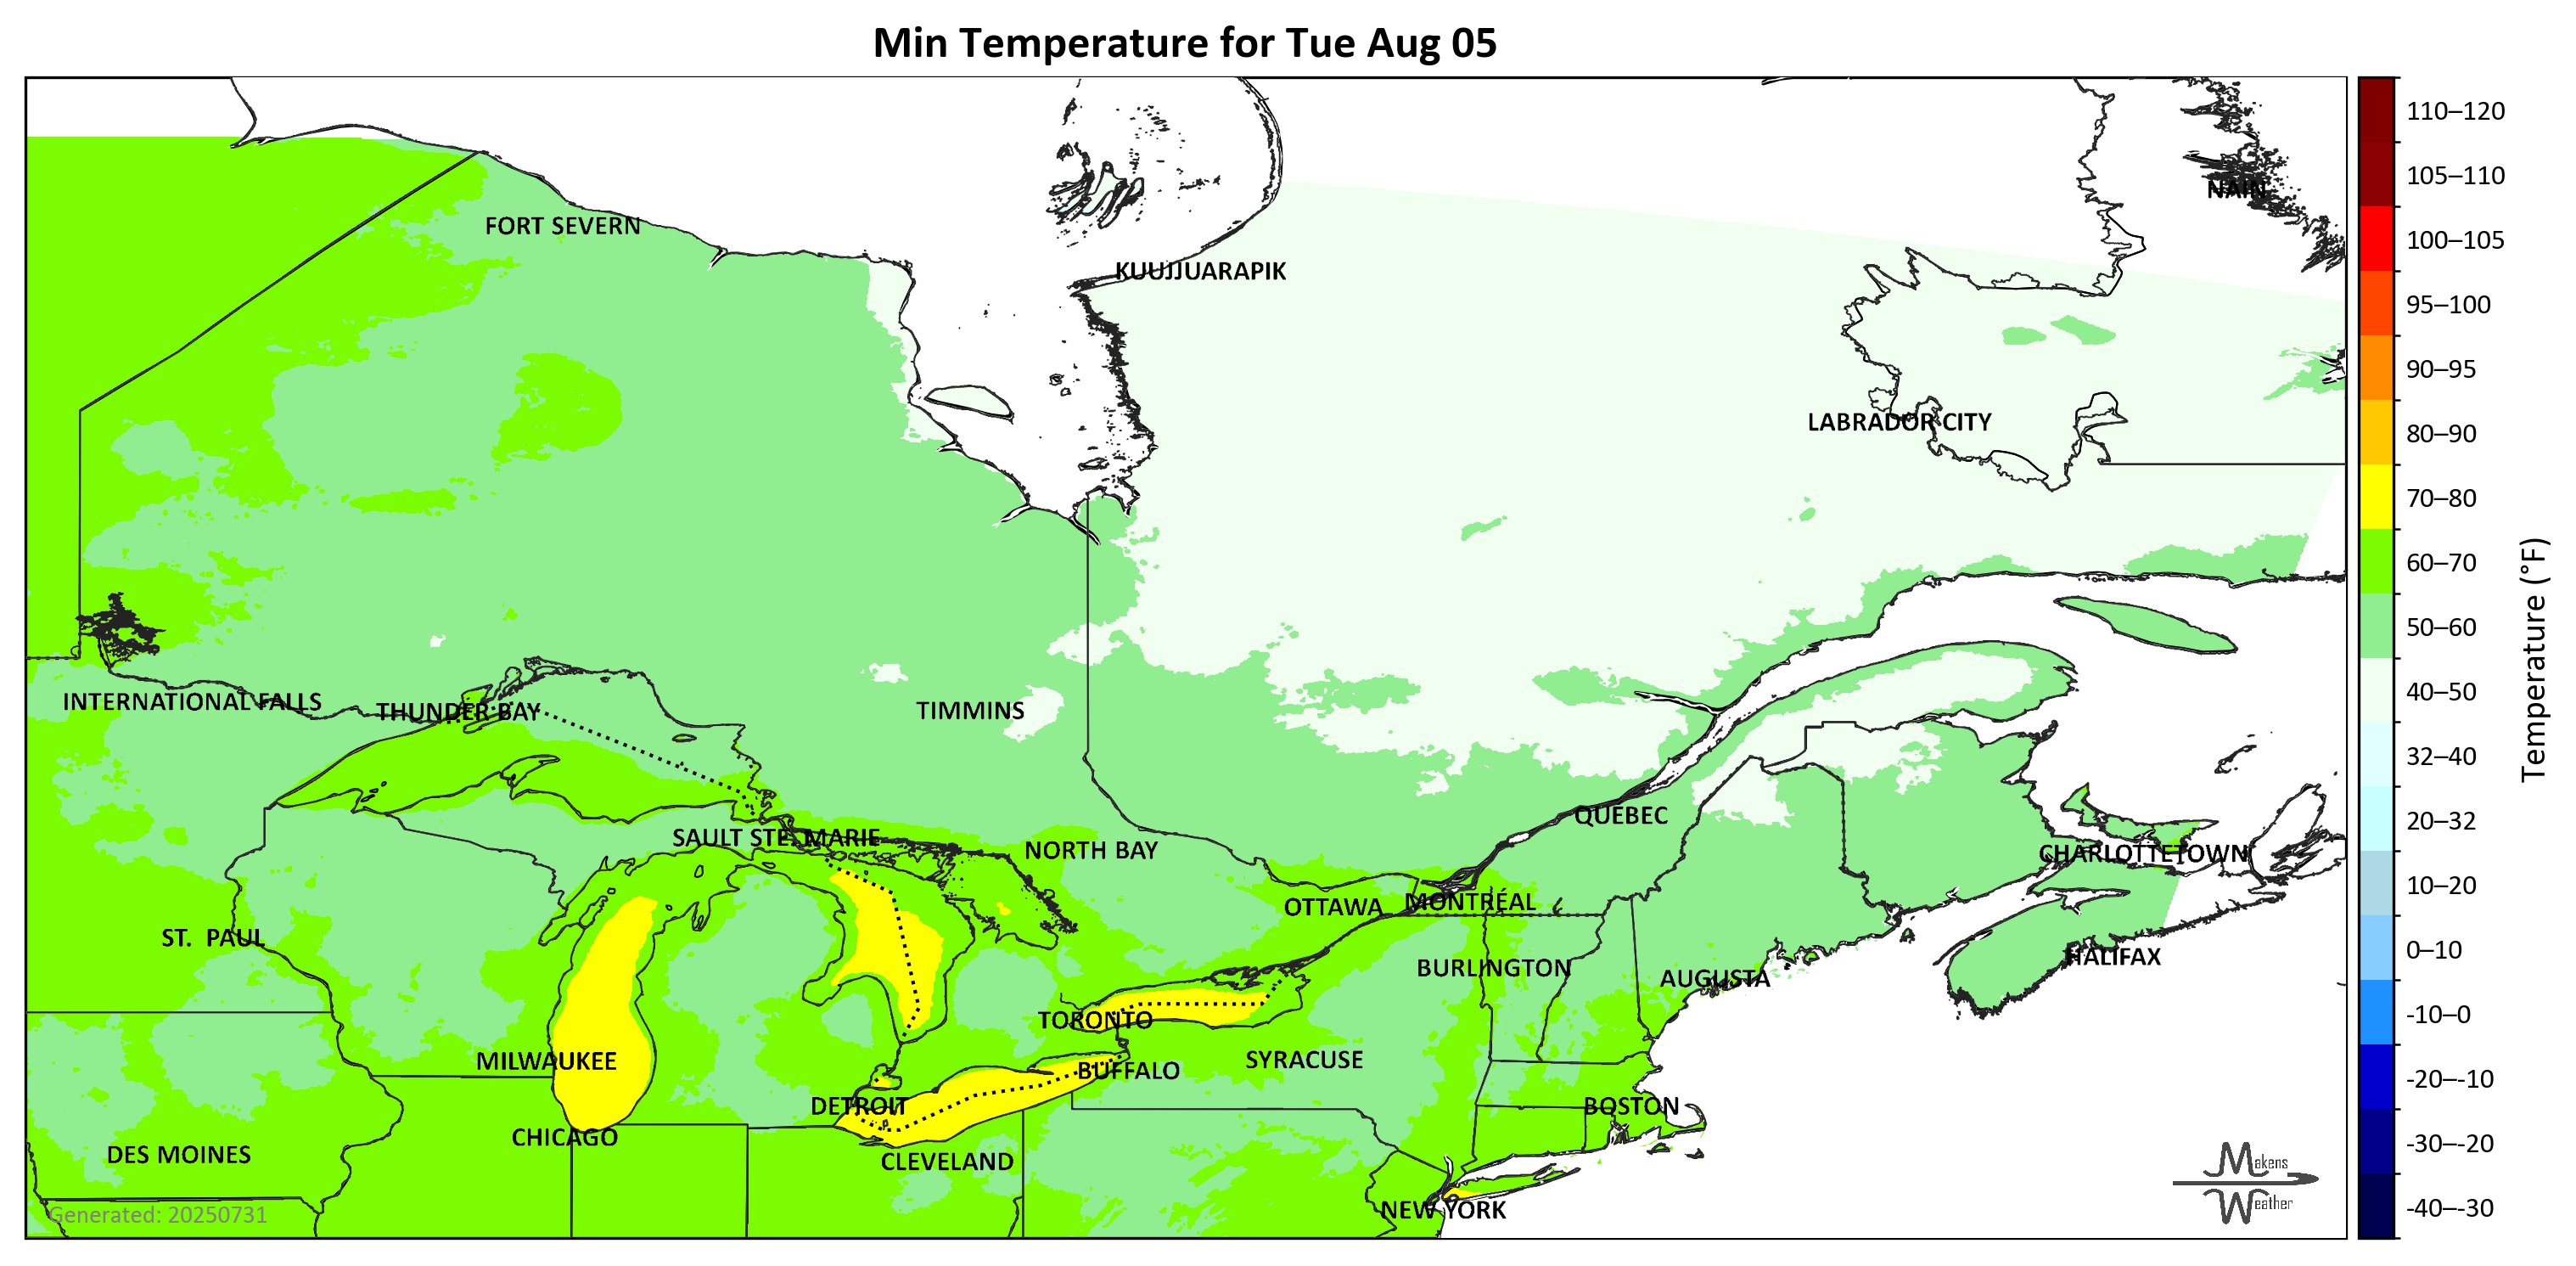 Min Temperature for Tue Aug 05
110–120
105–110
NAIN
FORT SEVERN
100–105
KUUJJUARAPIK
95–100
90–95
LABRADOR CITY
80–90
70–80
60–70
50–60
Temperature (°F)
INTERNATIONAL FALLS
THUNDER BAY
TIMMINS
40–50
32–40
QUEBEC
20–32
SAULT STE. MARIE
NORTH BAY
CHARLOTTETOWN
10–20
OTTAWA
MONTRÉAL
ST. PAUL
0–10
HALIFAX
BURLINGTON
AUGUSTA
TORONTO
-10–0
MILWAUKEE
SYRACUSE
BUFFALO
-20–-10
DETROIT
BOSTON
CHICAGO
-30–-20
DES MOINES
CLEVELAND
Makens
Weather
NEW YORK
-40–-30
Generated: 20250731